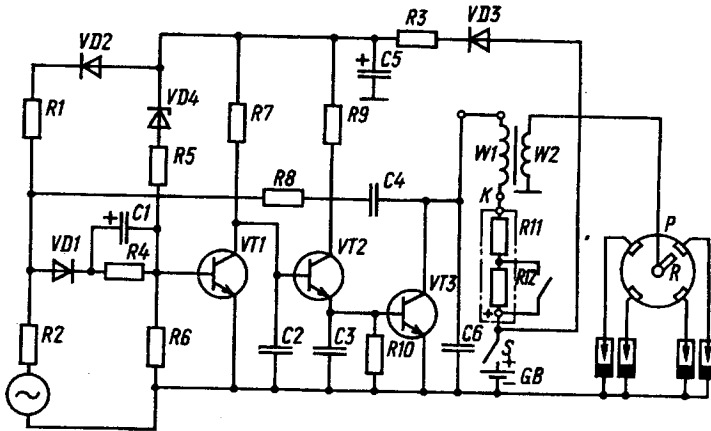 R3
VD3
VD2
C5
+
R1
VD4
R7
R9
R5
W1
W2
R8
C4
K
P
C1
+
R11
VD1
R4
VT1
VT2
VT3
R12
R
R2
R6
C2
C3
R10
C6
+
S
+
GB
−